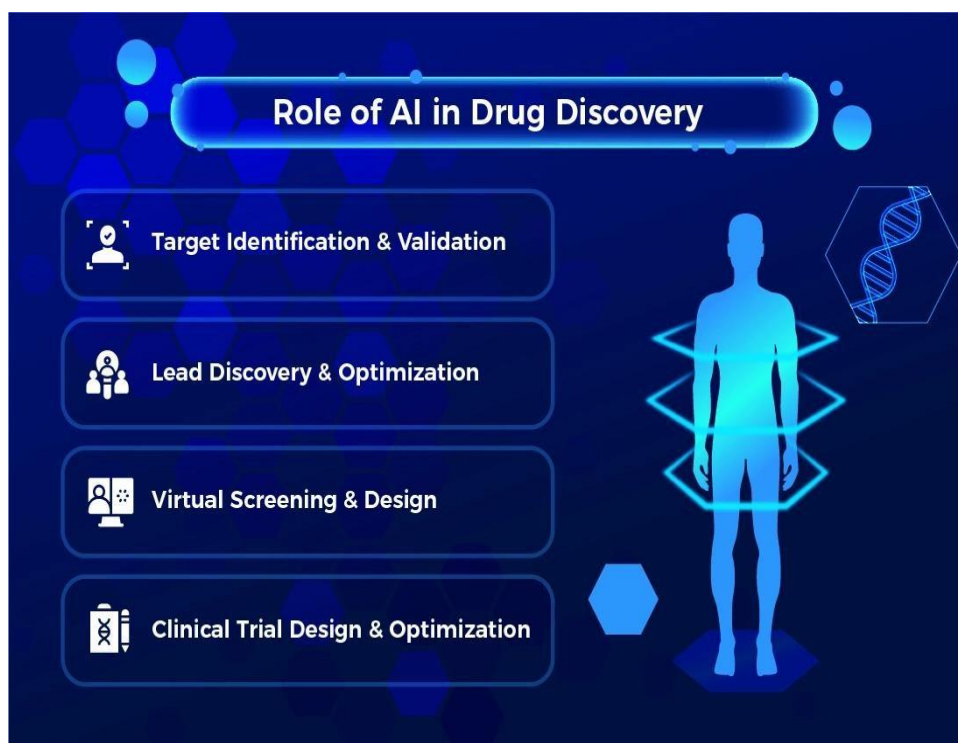 Role of AI in Drug Discovery
Target Identification & Validation
Lead Discovery & Optimization
Virtual Screening & Design
Clinical Trial Design & Optimization